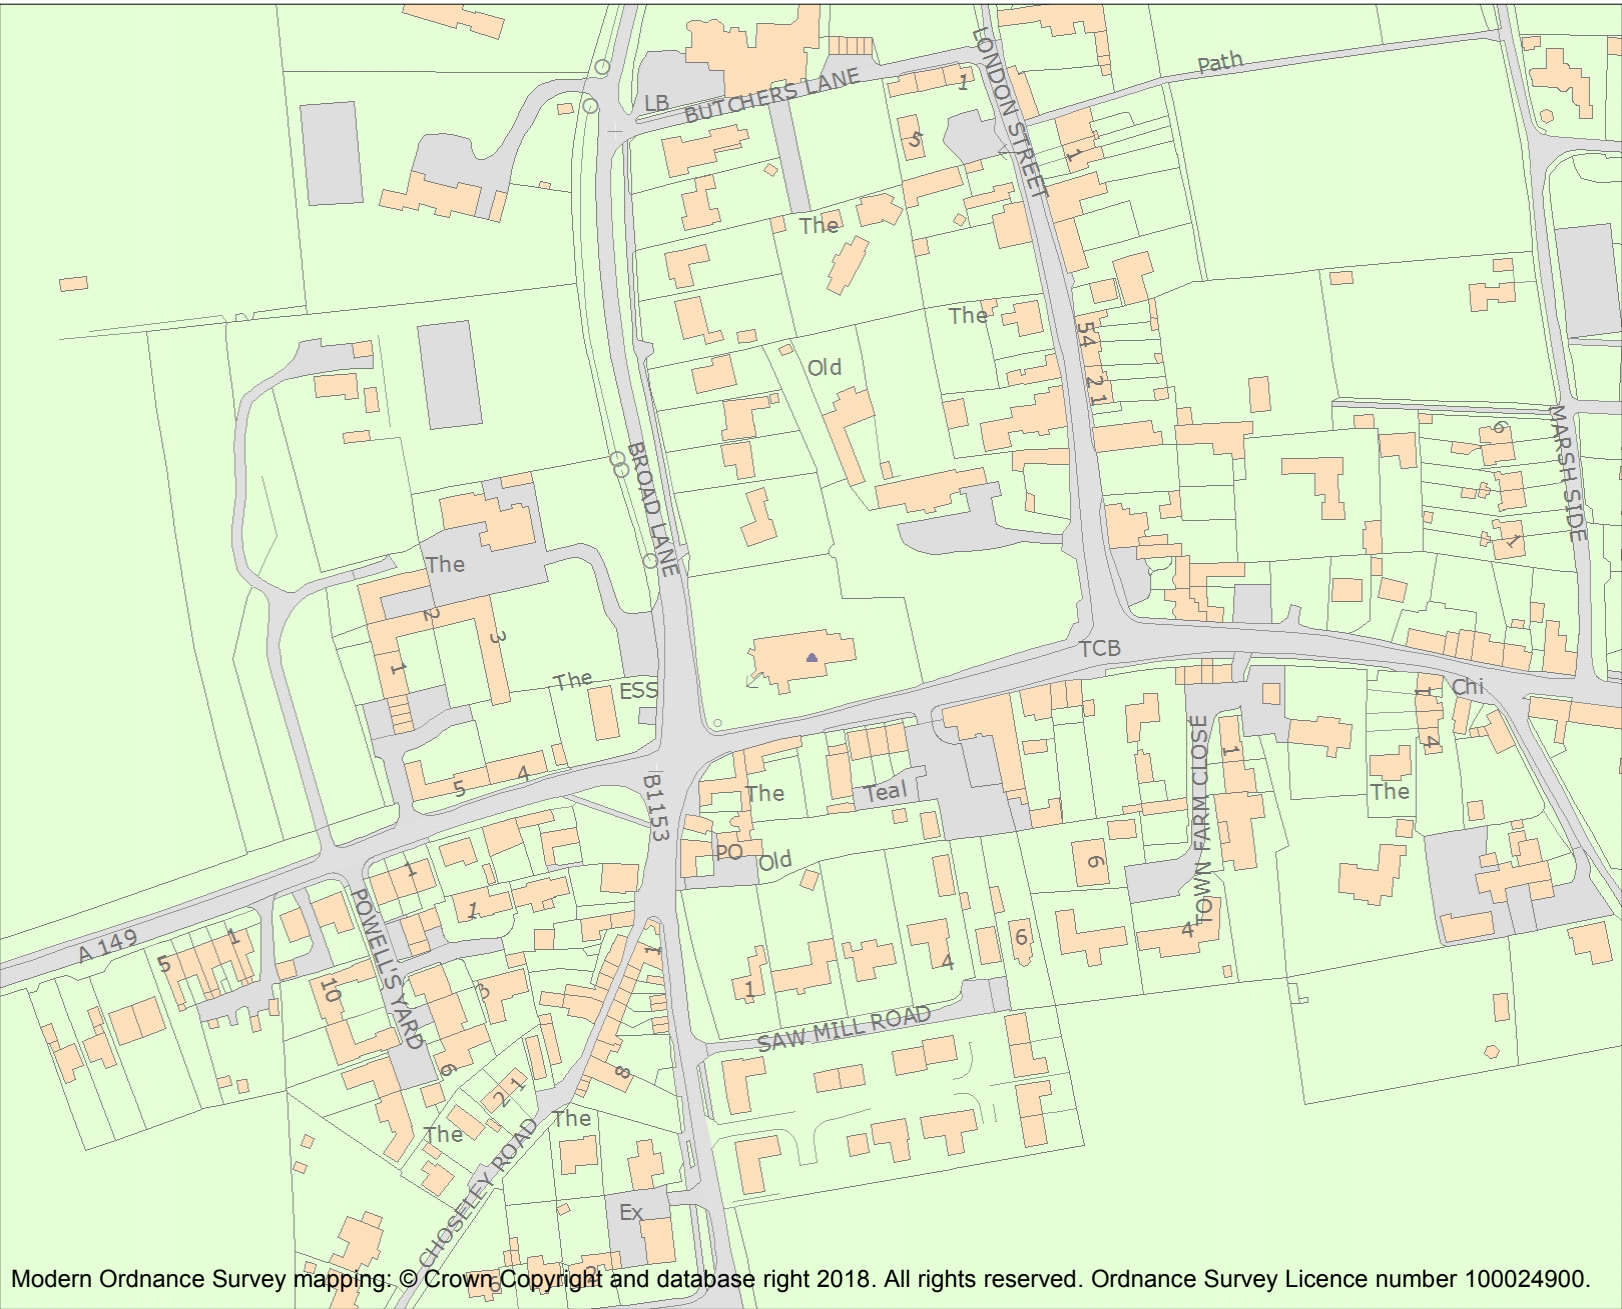 LONDON STREET
Path
LB
BUTCHERS LANE
1
5
1
The
The
54
Old
2 1
MARSH SIDE
6
BROAD LANE
1
The
2
3
1
TCB
The
ESS
1
Chi
TOWN FARM CLOSE
1
4
4
5
B1153
The
Teal
The
PO
Old
1
6
POWELL'S YARD
1
A 149
5
1
6
4
4
10
3
1
1
SAW MILL ROAD
6
8
2 1
The
The
CHOSELEY ROAD
Ex
6
2
Modern Ordnance Survey mapping: © Crown Copyright and database right 2018. All rights reserved. Ordnance Survey Licence number 100024900.